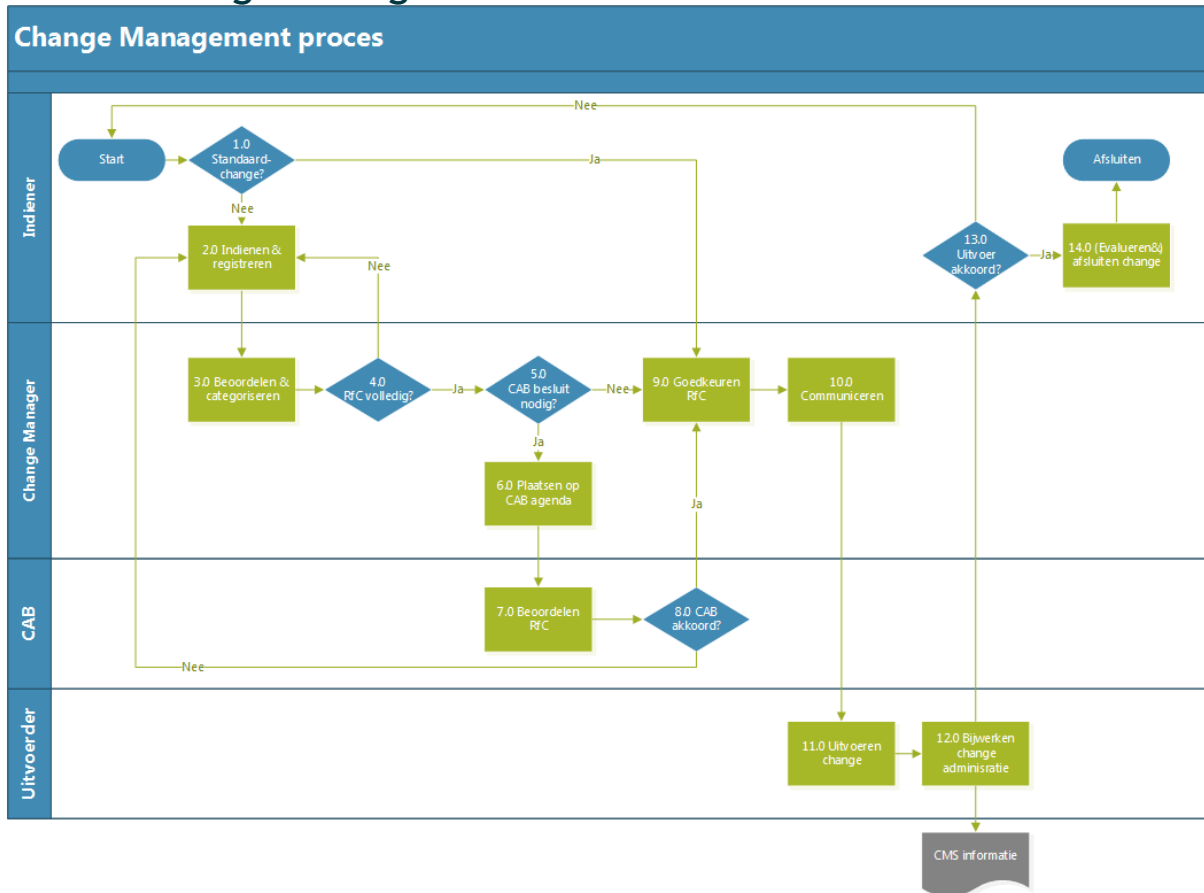 Change Management proces
Indiener
Nee
Start
1.0
Standaard-
change?
Ja
Afsluiten
Nee
2.0 Indienen &
registreren
Nee
13.0
Uitvoer
akkoord?
Ja
14.0 (Evalueren&)
afsluiten change
Change Manager
3.0 Beoordelen &
categoriseren
4.0
RfC volledig?
Ja
5.0
CAB besluit
nodig?
Nee
9.0 Goedkeuren
RfC
10.0
Communiceren
Ja
6.0 Plaatsen op
CAB agenda
Ja
CAB
7.0 Beoordelen
RfC
8.0 CAB
akkoord?
Nee
Uitvoerder
11.0 Uitvoeren
change
12.0 Bijwerken
change
adminisratie
CMS informatie